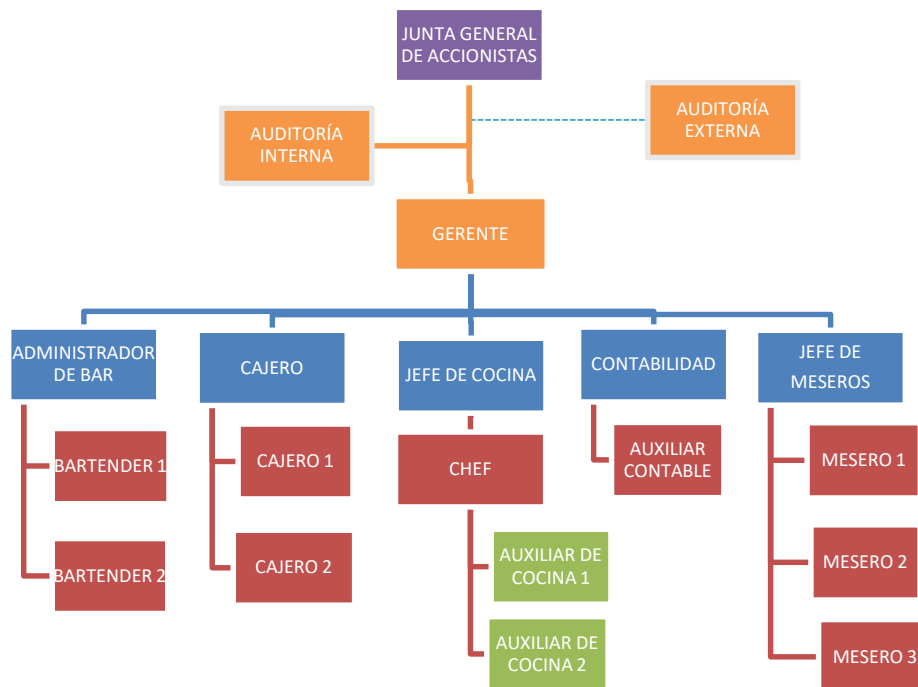 JUNTA GENERAL
DE ACCIONISTAS
AUDITORÍA
INTERNA
AUDITORÍA
EXTERNA
GERENTE
ADMINISTRADOR
DE BAR
CAJERO
JEFE DE COCINA
CONTABILIDAD
JEFE DE
MESEROS
BARTENDER 1
BARTENDER 2
CAJERO 1
CAJERO 2
CHEF
AUXILIAR DE
COCINA 1
AUXILIAR DE
COCINA 2
AUXILIAR
CONTABLE
MESERO 1
MESERO 2
MESERO 3